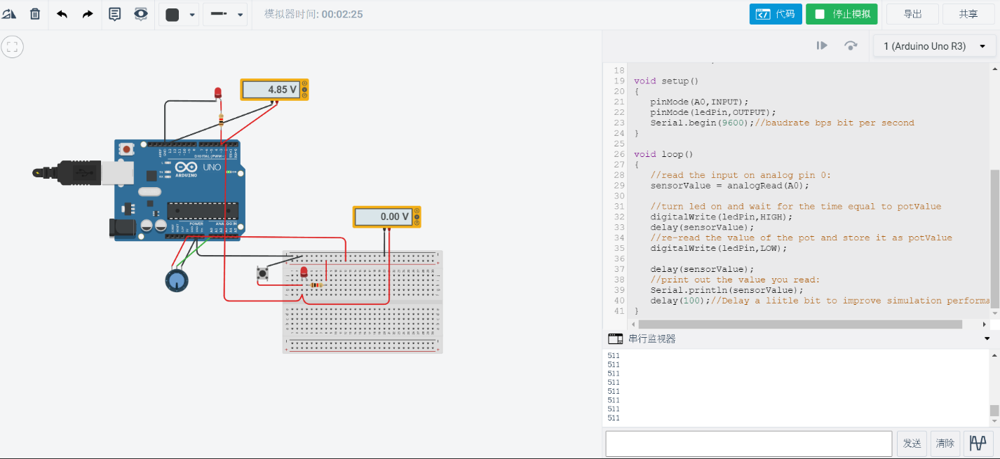 模拟器时间: 00:02:25
代码
停止模拟
导出
共享
1 (Arduino Uno R3)
4.85 V
DIGITAL (PWM~)
UNO
ARDUINO
POWER
ANALOG IN
0.00 V
18
19 void setup()
20 {
21 pinMode(A0,INPUT);
22 pinMode(ledPin,OUTPUT);
23 Serial.begin(9600);//baudrate bps bit per second
24 }
25
26 void loop()
27 {
28 //read the input on analog pin 0:
29 sensorValue = analogRead(A0);
30
31 //turn led on and wait for the time equal to potValue
32 digitalWrite(ledPin,HIGH);
33 delay(sensorValue);
34 //re-read the value of the pot and store it as potValue
35 digitalWrite(ledPin,LOW);
36
37 delay(sensorValue);
38 //print out the value you read:
39 Serial.println(sensorValue);
40 delay(100);//Delay a liitle bit to improve simulation performa
41 }
串行监视器
511
511
511
511
511
511
511
511
发送
清除